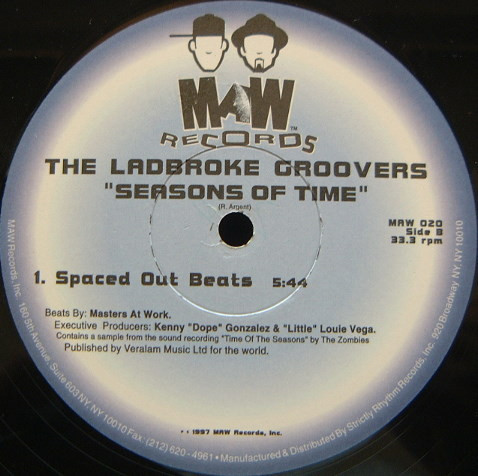 MAW™
RECORDS
THE LADBROKE GROOVERS
"SEASONS OF TIME"
(R. Argent)
MAW 020
Side B
33.3 rpm
1. Spaced Out Beats 5:44
Beats By: Masters At Work.
Executive Producers: Kenny "Dope" Gonzalez & "Little" Louie Vega.
Contains a sample from the sound recording "Time Of The Seasons" by The Zombies
Published by Veralam Music Ltd for the world.
1997 MAW Records, Inc.
MAW Records, Inc. 160 5th Avenue, Suite 603 NY, NY 10010 Fax (212) 620 - 4961 • Manufactured & Distributed By Strictly Rhythm Records, Inc. 920 Broadway NY, NY 10010